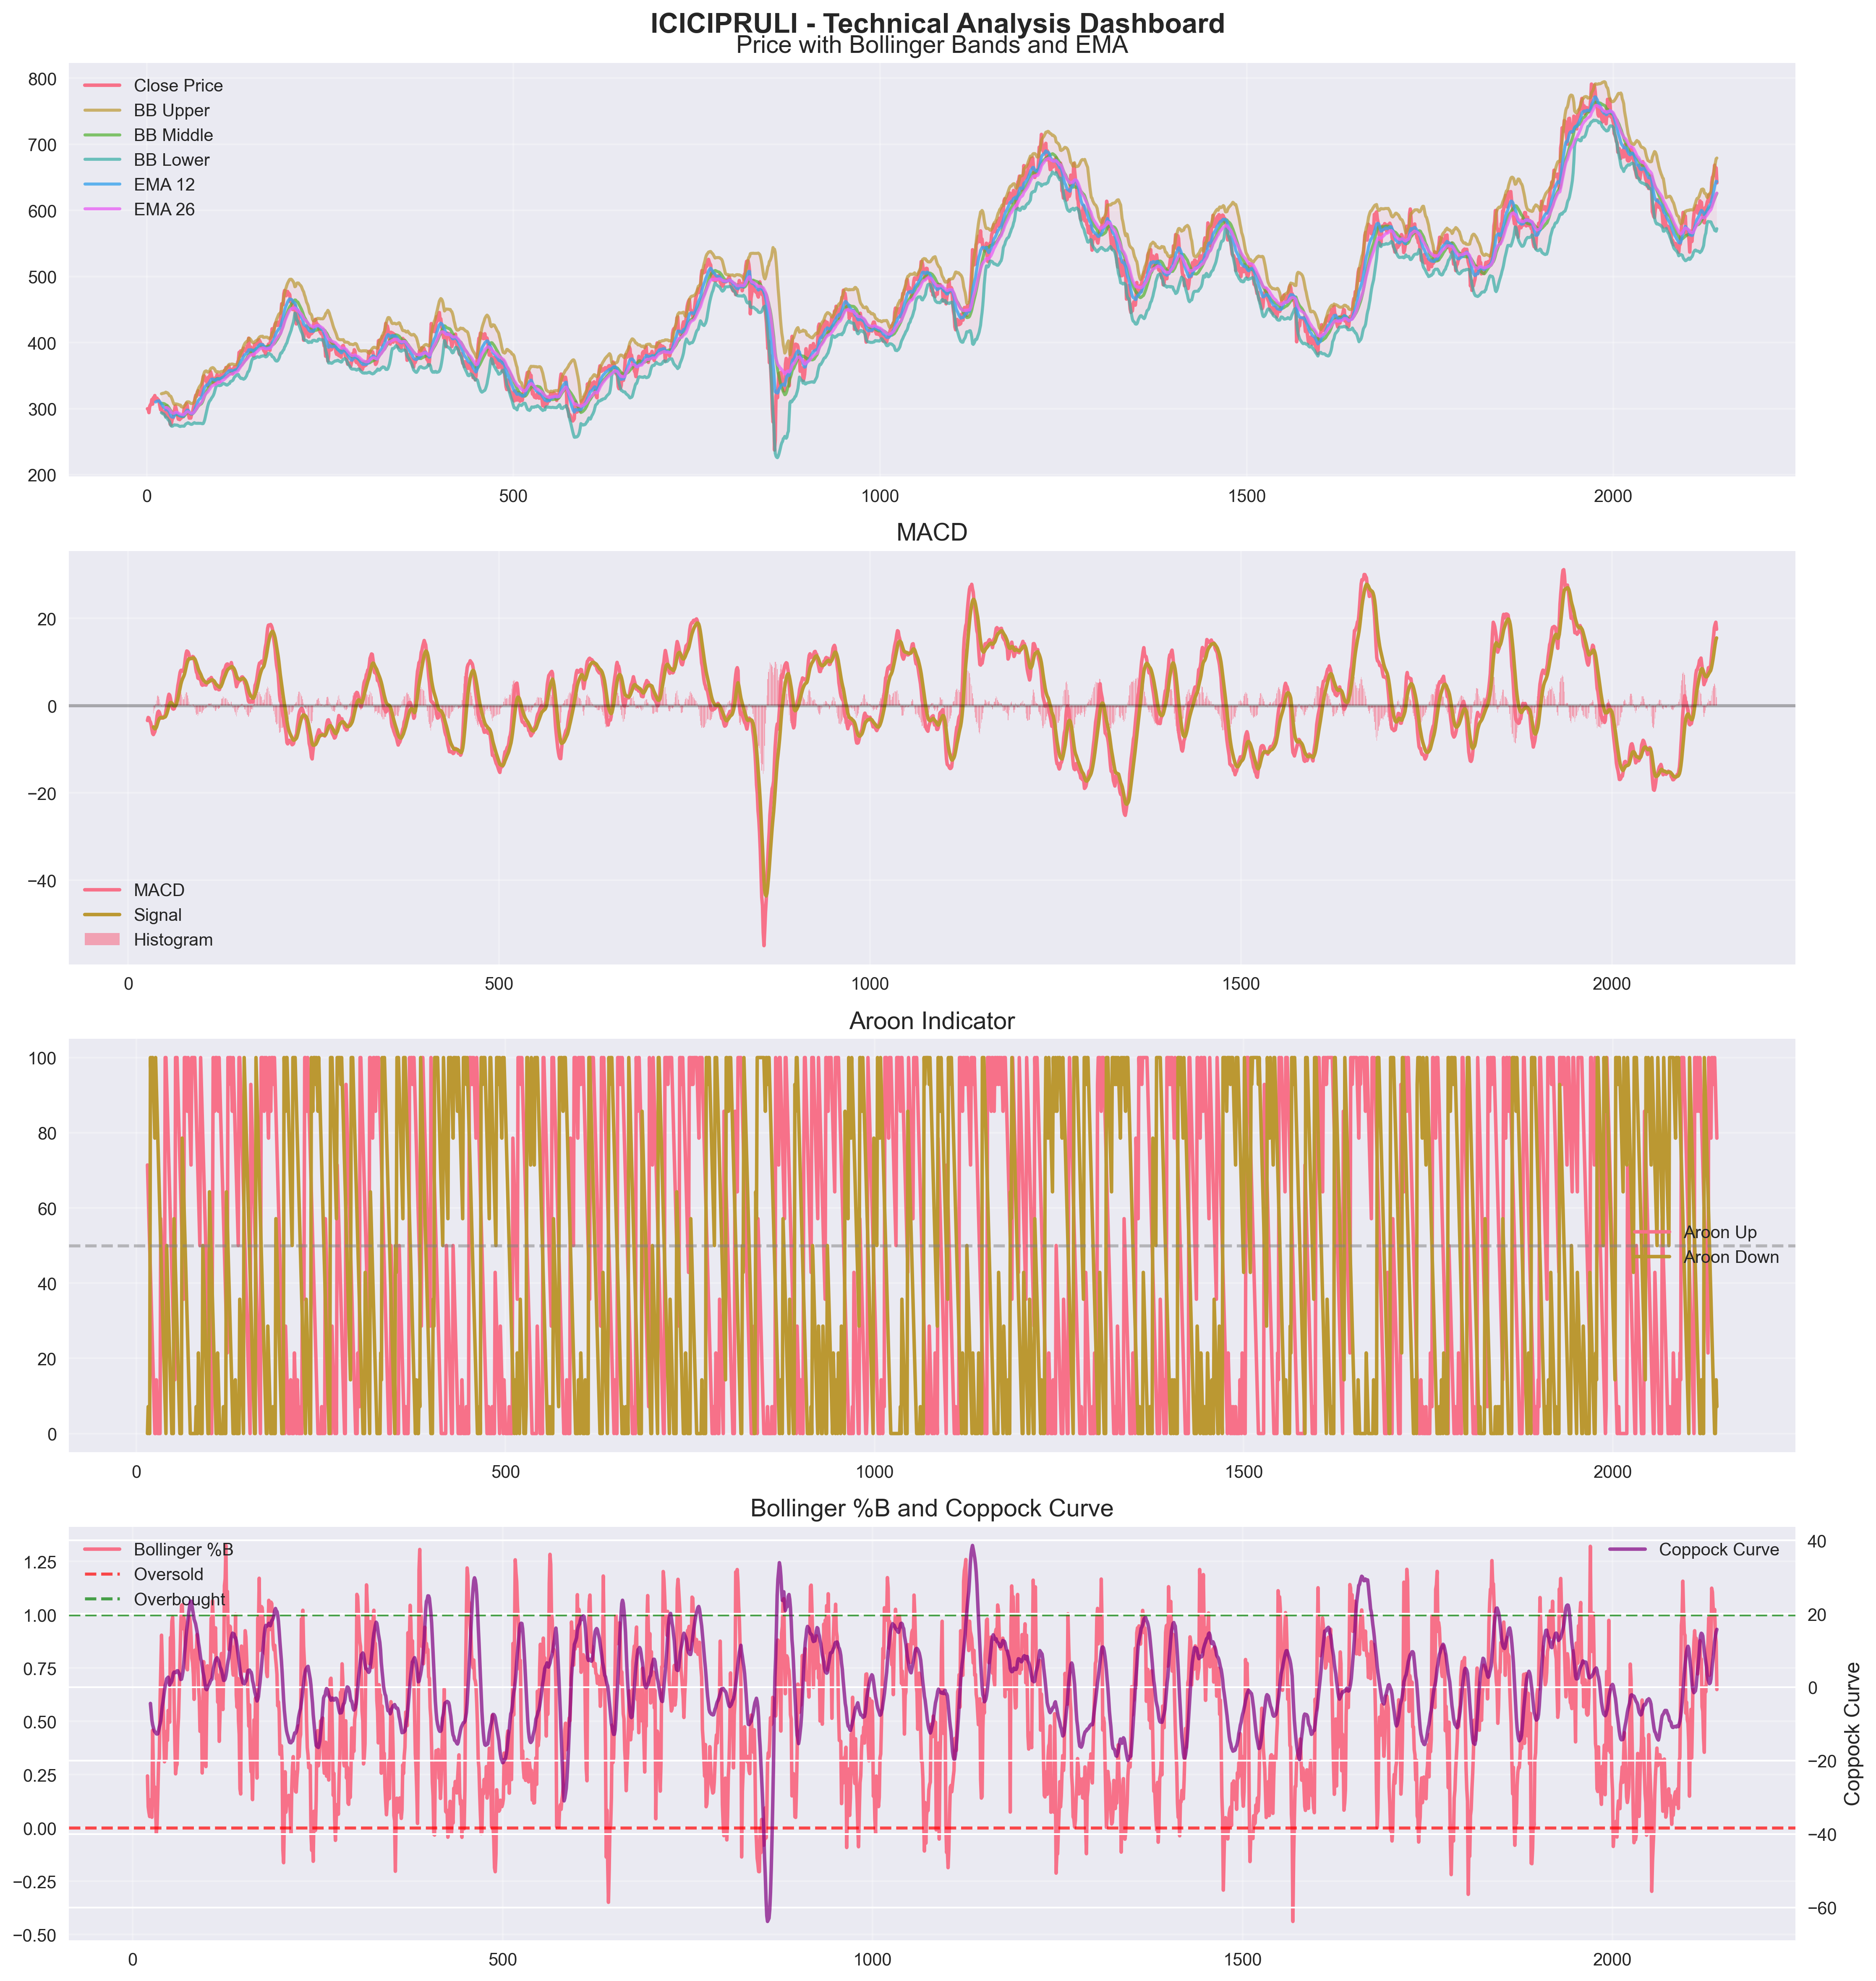 ICICIPRULI - Technical Analysis Dashboard
Price with Bollinger Bands and EMA
800
700
600
500
400
300
200
Close Price
BB Upper
BB Middle
BB Lower
EMA 12
EMA 26
0 500 1000 1500 2000
MACD
20
0
−20
−40
MACD
Signal
Histogram
0 500 1000 1500 2000
Aroon Indicator
100
80
60
40
20
0
Aroon Up
Aroon Down
0 500 1000 1500 2000
Bollinger %B and Coppock Curve
1.25
1.00
0.75
0.50
0.25
0.00
−0.25
−0.50
Bollinger %B
Oversold
Overbought
Coppock Curve
40
20
0
−20
−40
−60
Coppock Curve
0 500 1000 1500 2000